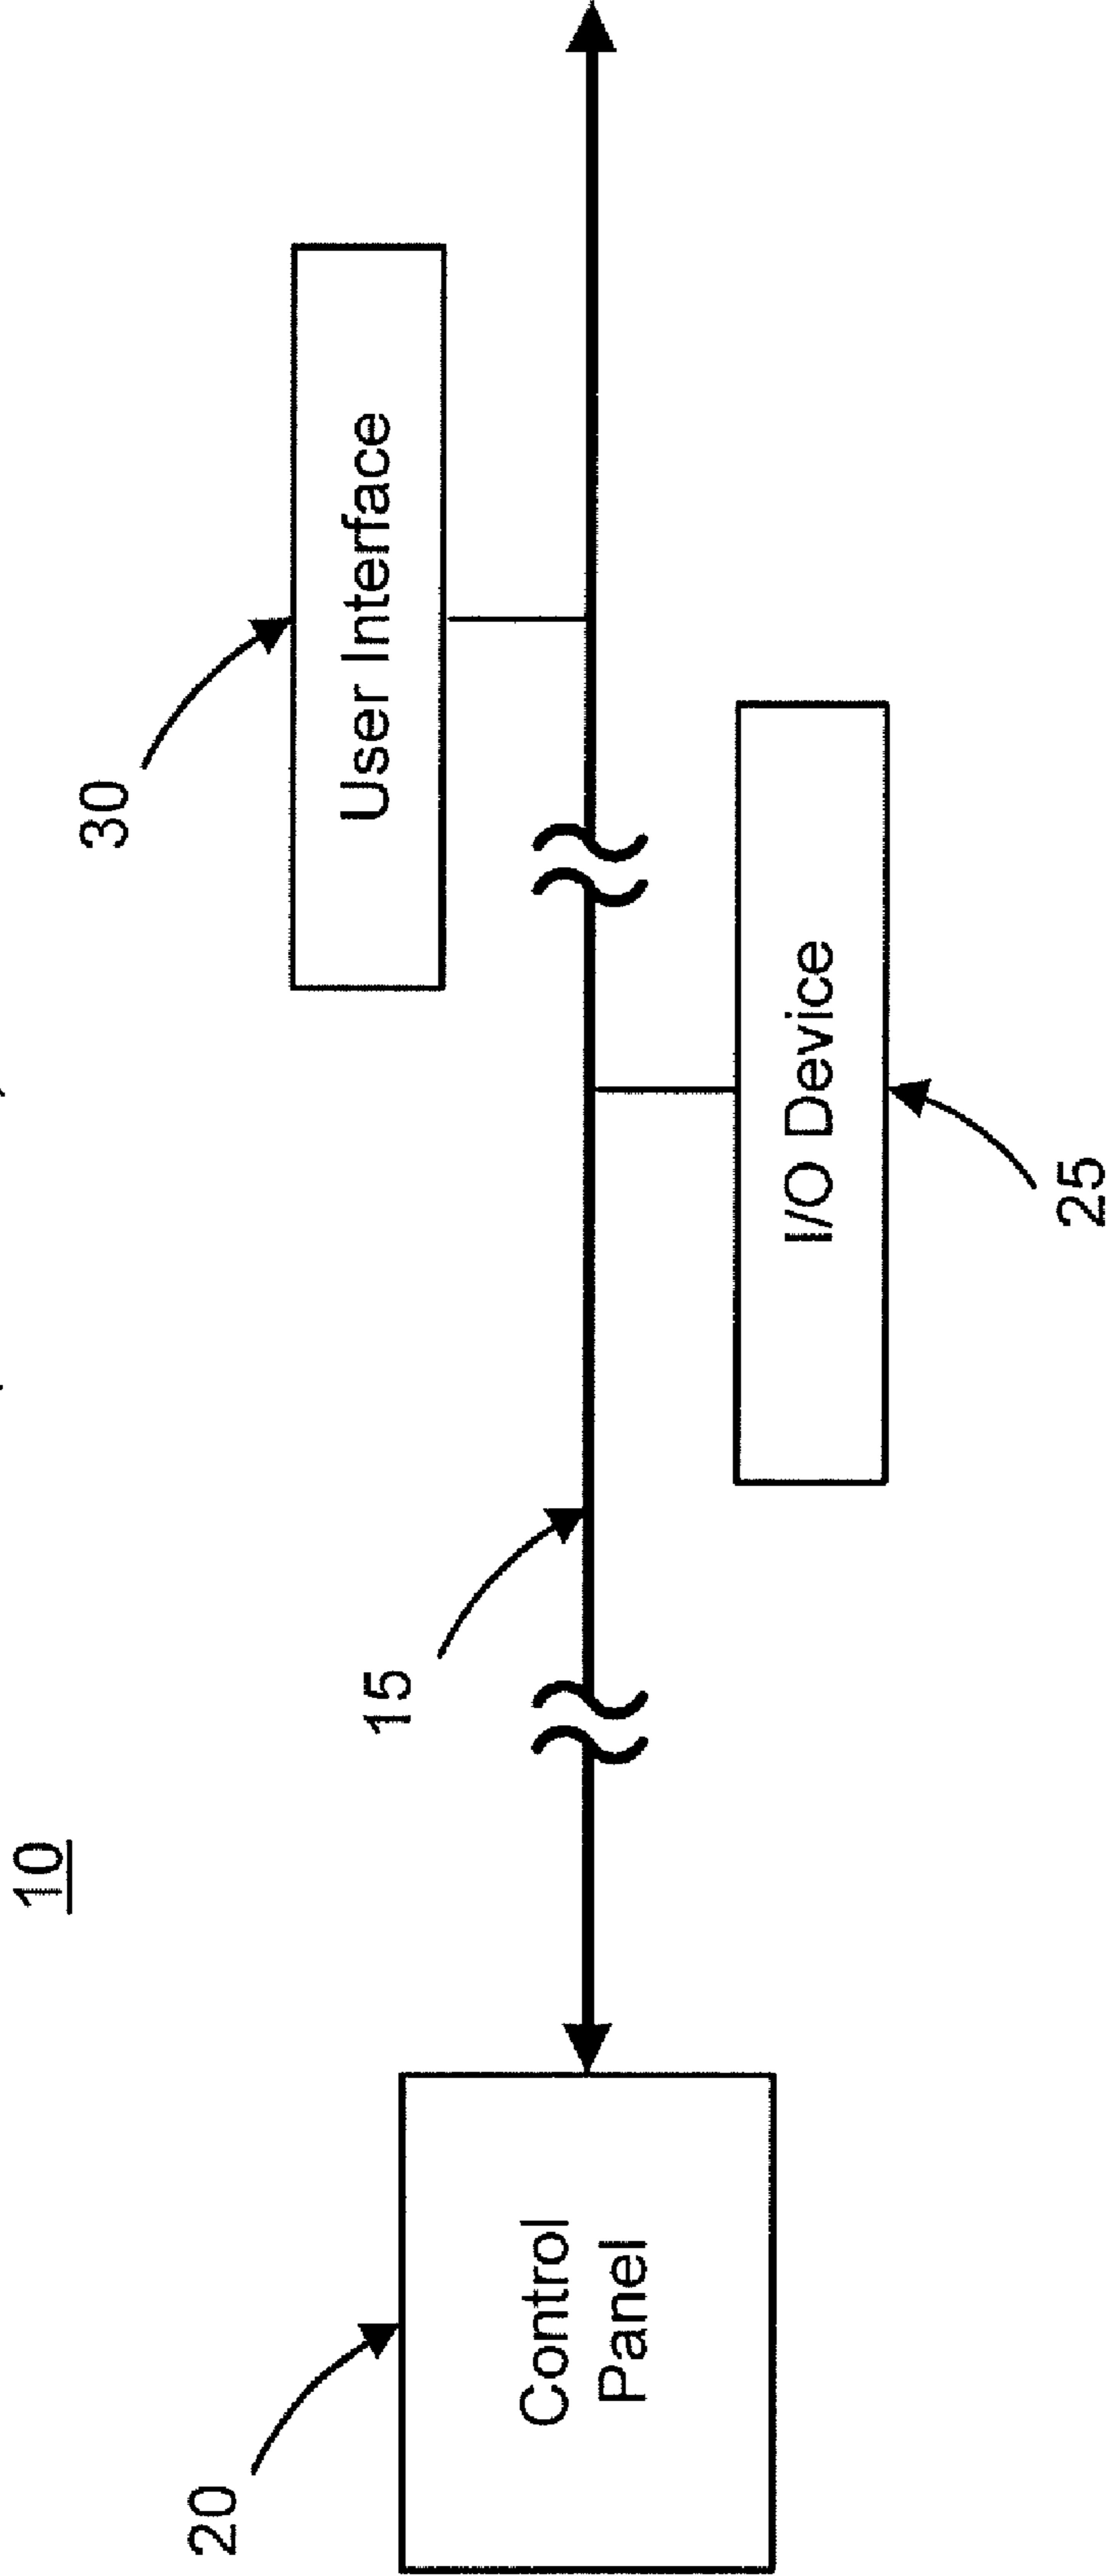 10
30
User Interface
15
20
Control
Panel
I/O Device
25